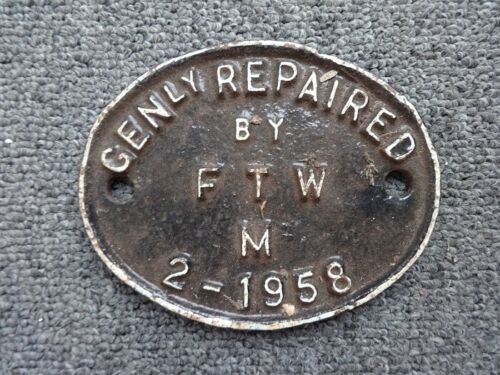 GENLY REPAIRED
BY
F T W
M
2-1958